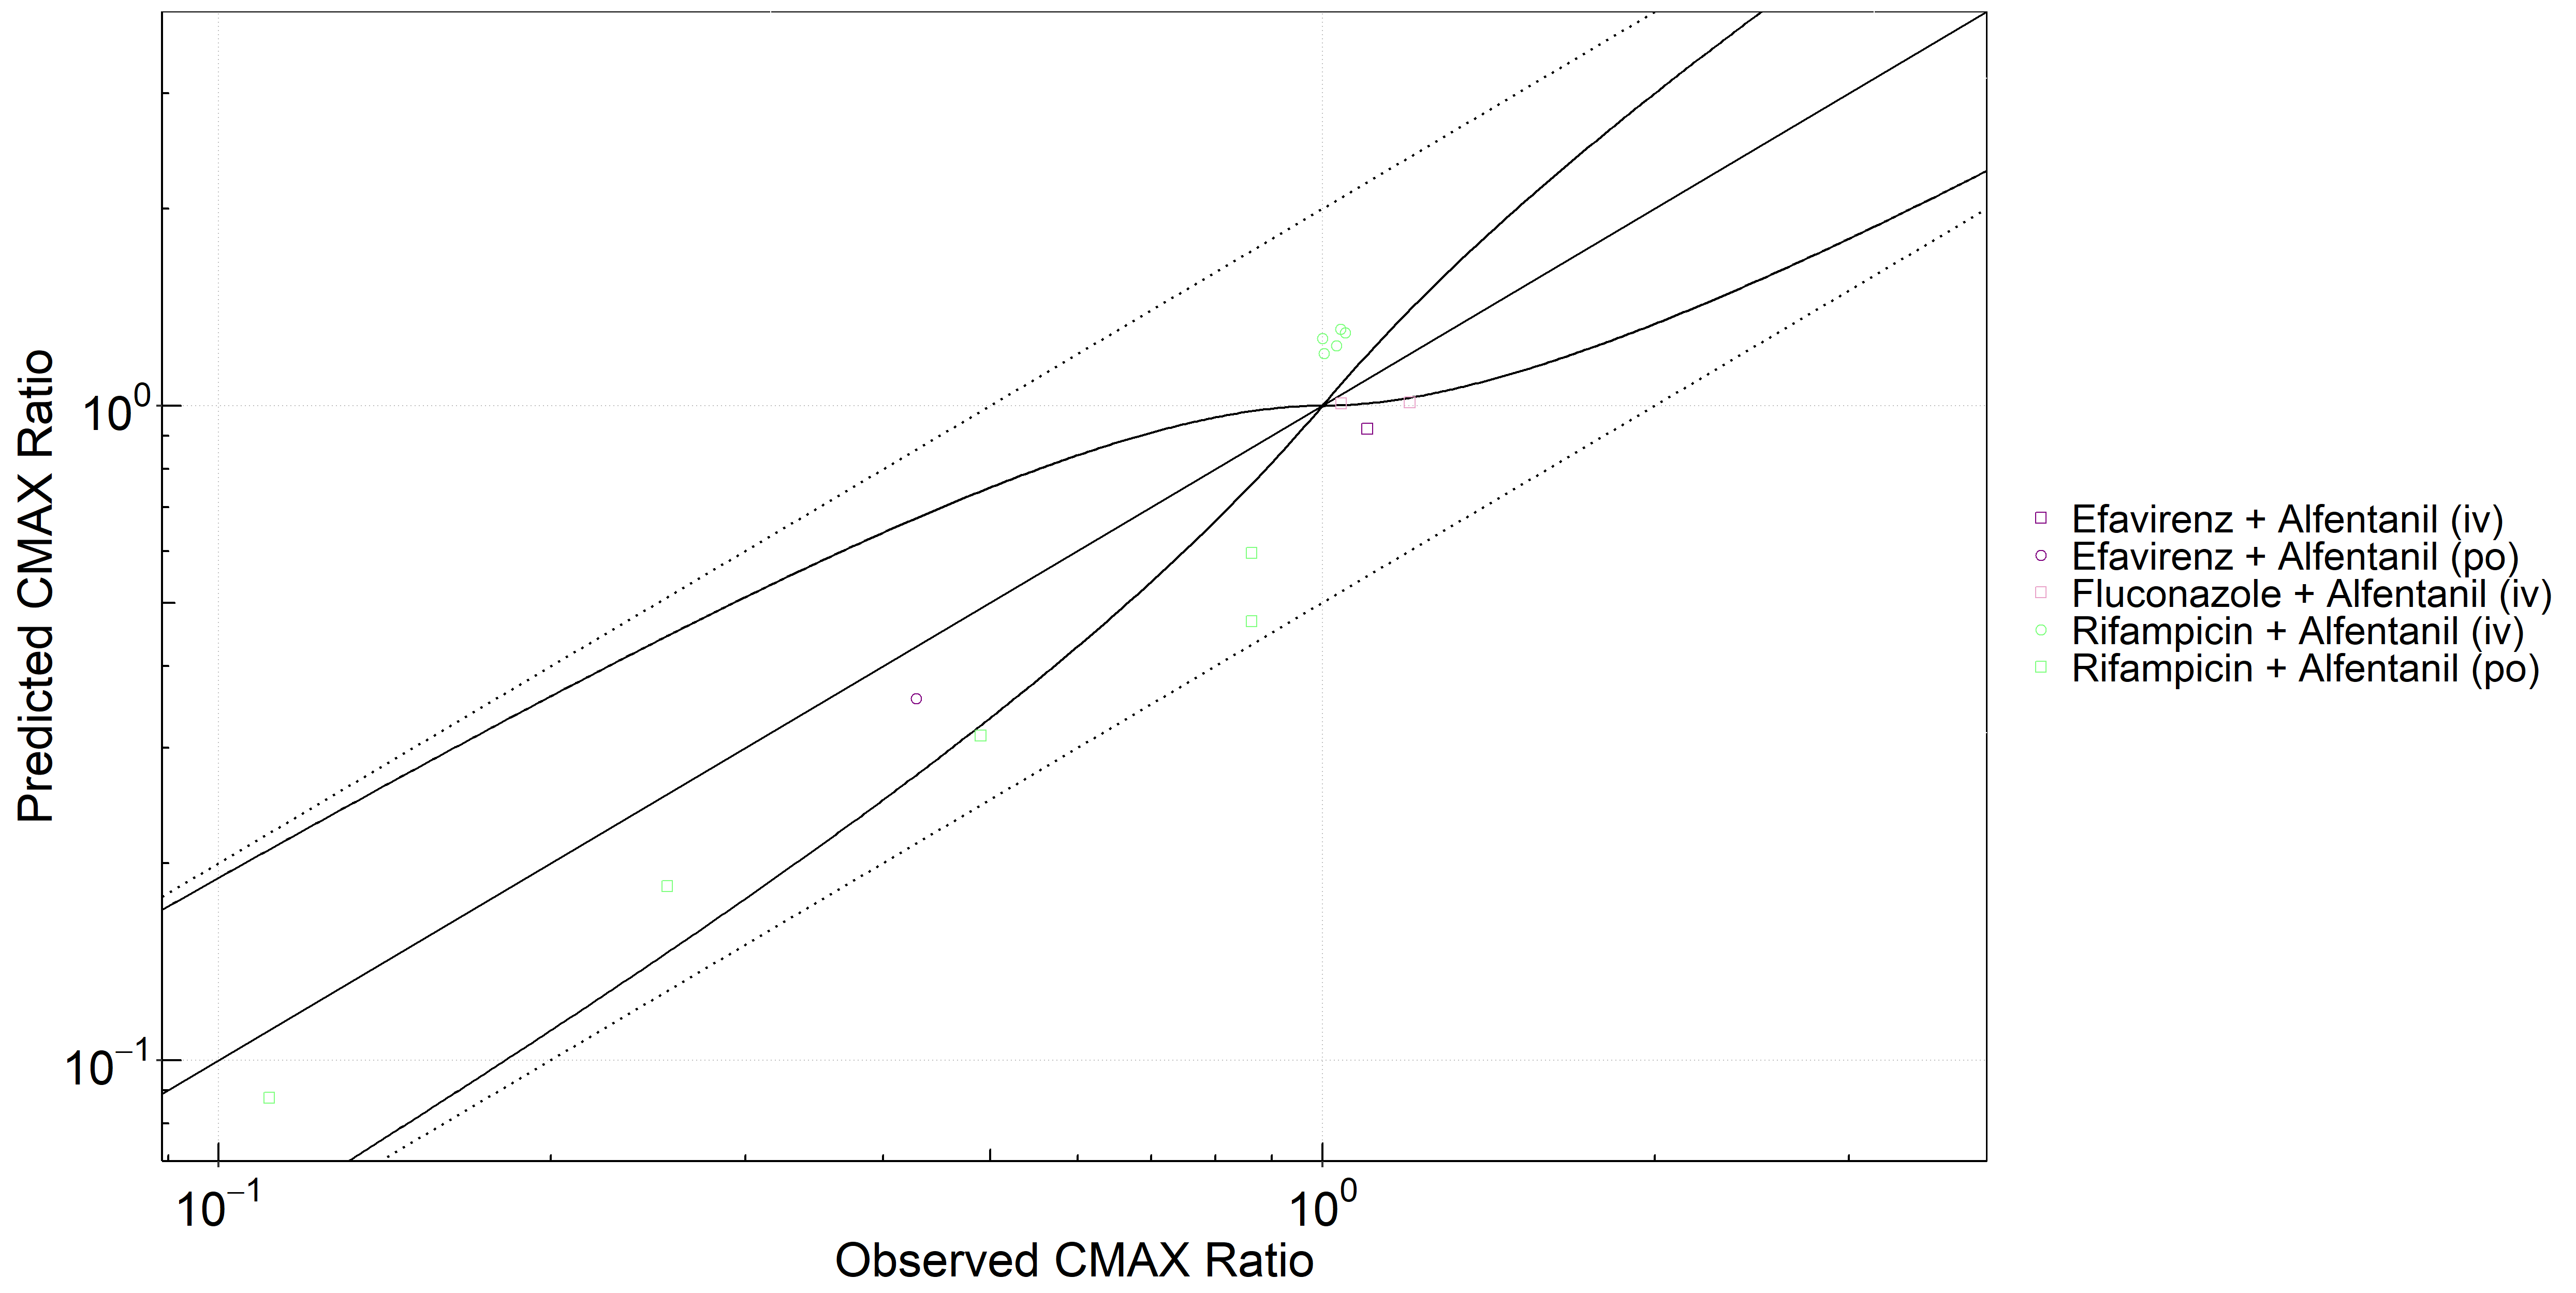 Predicted CMAX Ratio
10⁰
10⁻¹
10⁻¹
10⁰
Observed CMAX Ratio
Efavirenz + Alfentanil (iv)
Efavirenz + Alfentanil (po)
Fluconazole + Alfentanil (iv)
Rifampicin + Alfentanil (iv)
Rifampicin + Alfentanil (po)